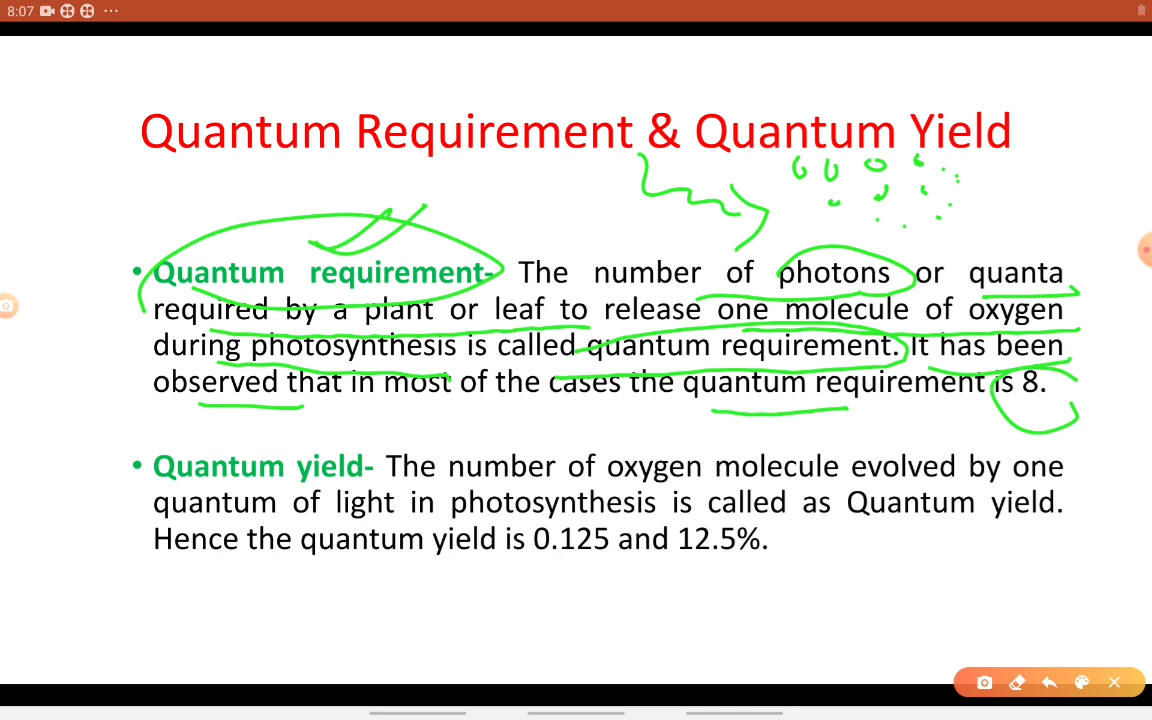 8:07
Quantum Requirement & Quantum Yield
• Quantum requirement- The number of photons or quanta
required by a plant or leaf to release one molecule of oxygen
during photosynthesis is called quantum requirement. It has been
observed that in most of the cases the quantum requirement is 8.
• Quantum yield- The number of oxygen molecule evolved by one
quantum of light in photosynthesis is called as Quantum yield.
Hence the quantum yield is 0.125 and 12.5%.